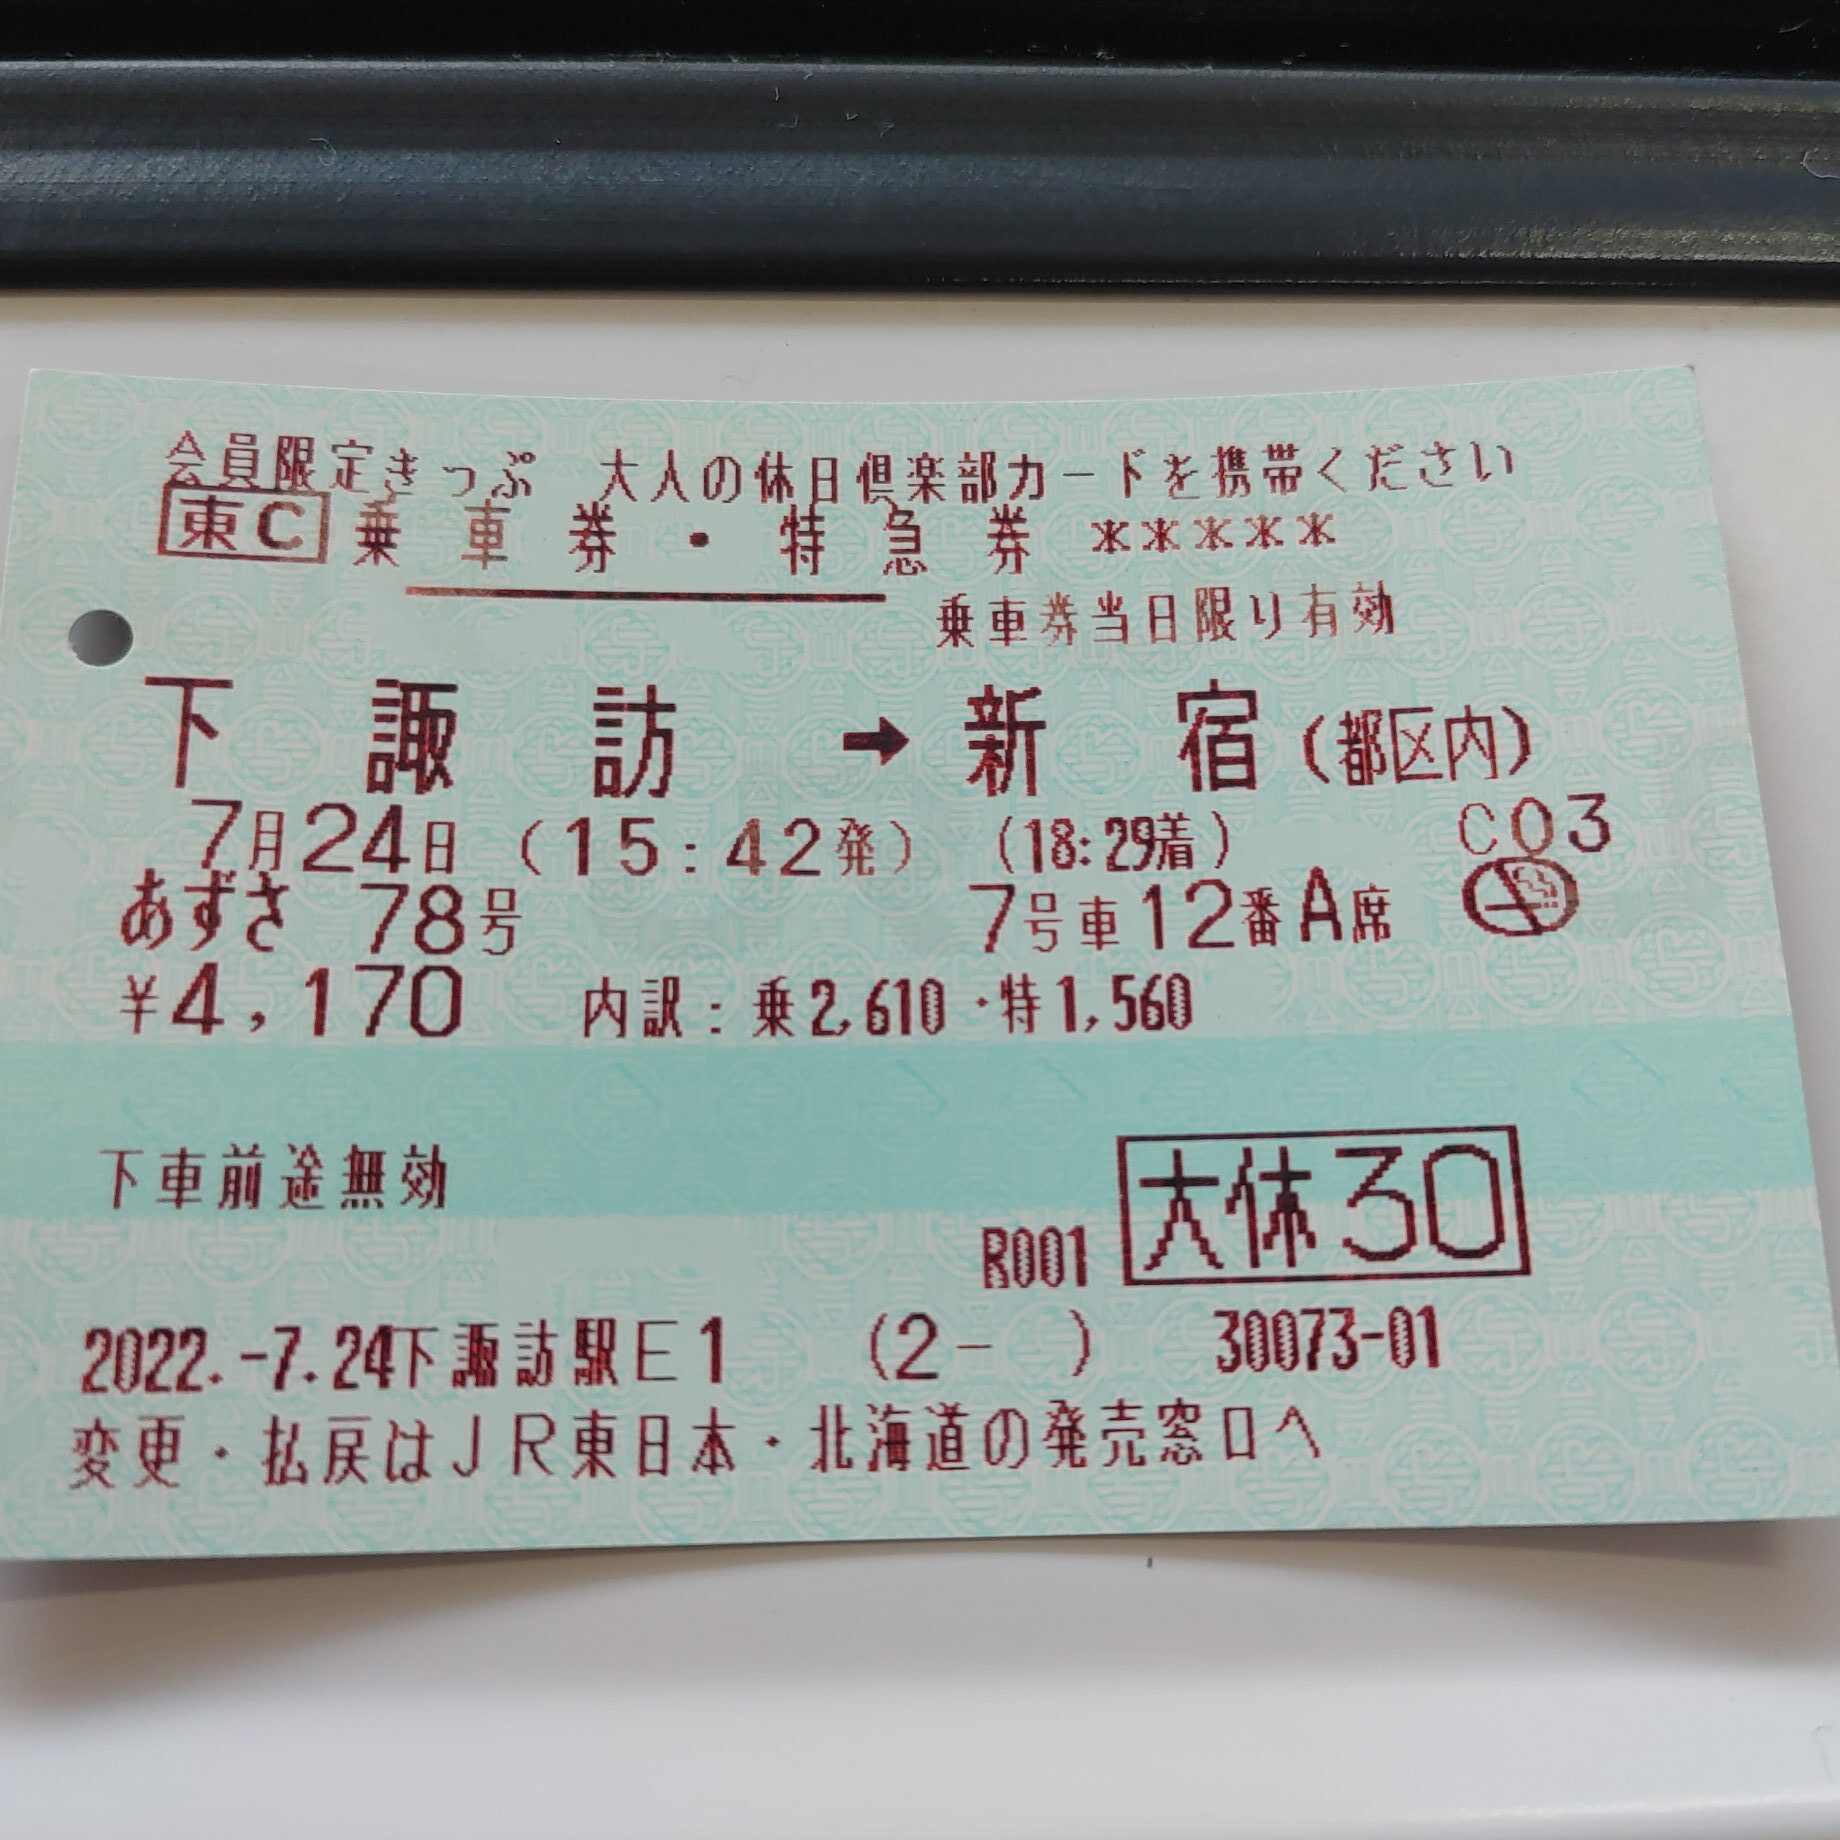 会員限定きっぷ 大人の休日倶楽部カードを携帯ください
東C 乗車券・特急券 *****
乗車券当日限り有効
下諏訪 → 新宿(都区内)
7月24日 (15:42発) (18:29着) C03
あずさ 78号 7号車12番A席
¥4,170 内訳:乗2,610・特1,560
下車前途無効
R001 大休30
2022.-7.24下諏訪駅E1 (2- ) 30073-01
変更・払戻はJR東日本・北海道の発売窓口へ